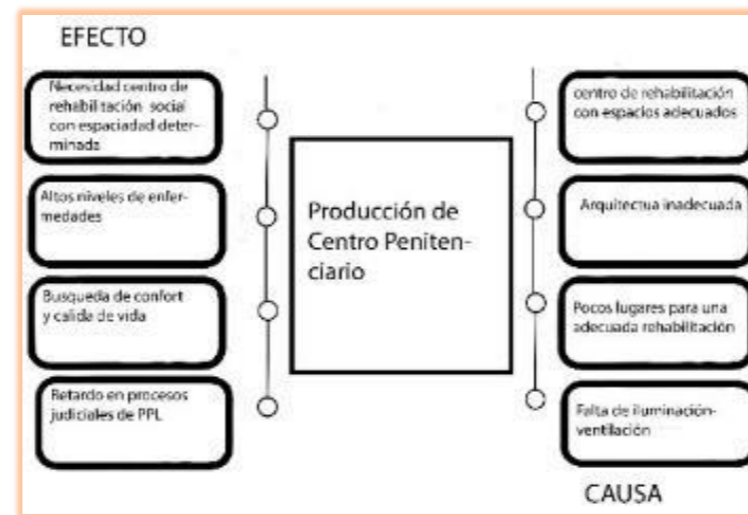 EFECTO
Necesidad centro de
rehabilitación social
con espaciadad deter-
minada
Altos niveles de enfer-
medades
Busqueda de confort
y calida de vida
Retardo en procesos
judiciales de PPL
Producción de
Centro Peniten-
ciario
centro de rehabilitación
con espacios adecuados
Arquitectua inadecuada
Pocos lugares para una
adecuada rehabilitación
Falta de iluminación-
ventilación
CAUSA